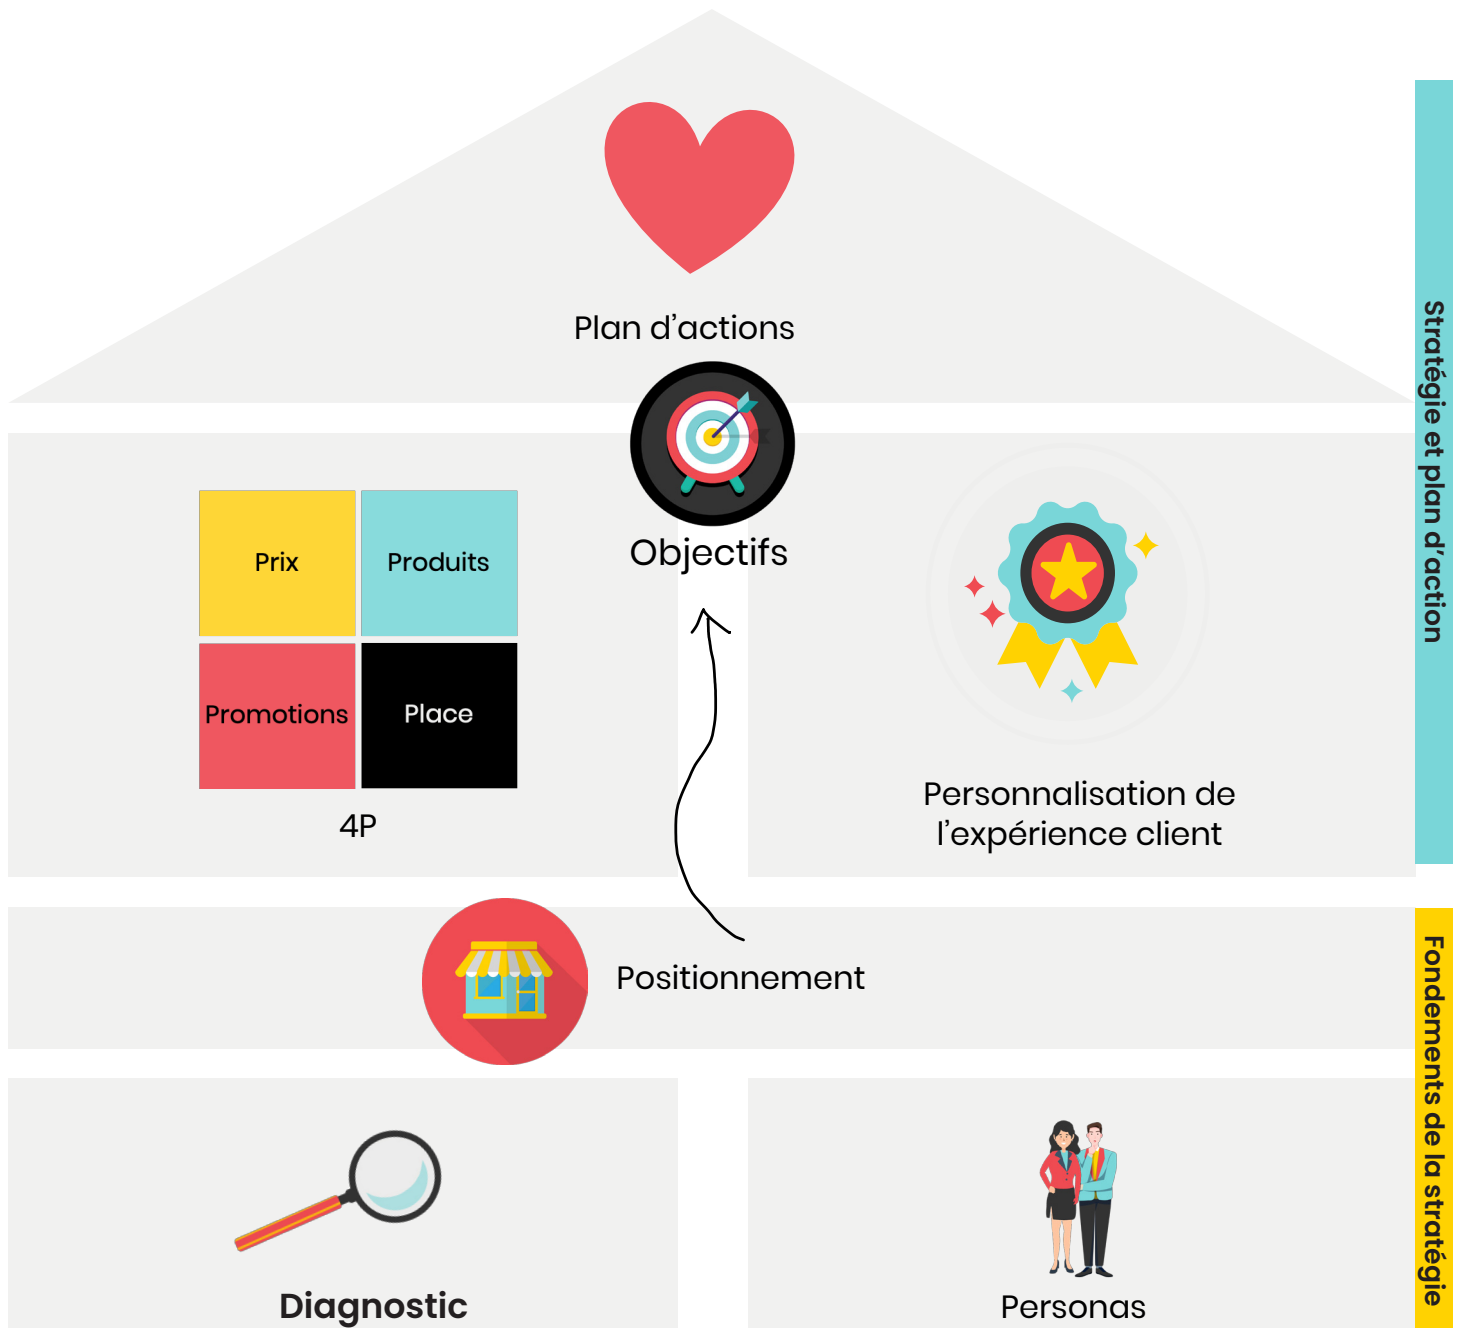 Plan d’actions
Objectifs
Prix
Produits
Promotions
Place
4P
Personnalisation de
l’expérience client
Stratégie et plan d’action
Positionnement
Diagnostic
Personas
Fondements de la stratégie